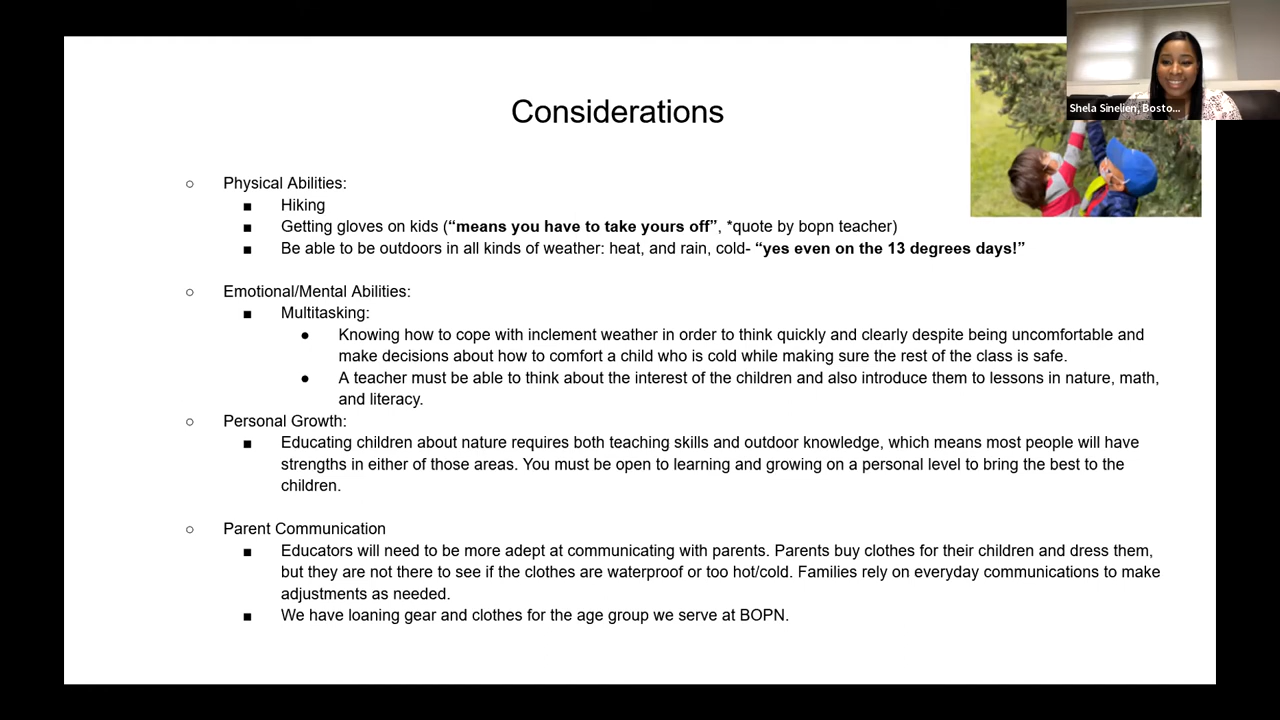 Considerations
Shela Sinelien, Bosto...
○ Physical Abilities:
■ Hiking
■ Getting gloves on kids (“means you have to take yours off”, *quote by bopn teacher)
■ Be able to be outdoors in all kinds of weather: heat, and rain, cold- “yes even on the 13 degrees days!”
○ Emotional/Mental Abilities:
■ Multitasking:
● Knowing how to cope with inclement weather in order to think quickly and clearly despite being uncomfortable and
make decisions about how to comfort a child who is cold while making sure the rest of the class is safe.
● A teacher must be able to think about the interest of the children and also introduce them to lessons in nature, math,
and literacy.
○ Personal Growth:
■ Educating children about nature requires both teaching skills and outdoor knowledge, which means most people will have
strengths in either of those areas. You must be open to learning and growing on a personal level to bring the best to the
children.
○ Parent Communication
■ Educators will need to be more adept at communicating with parents. Parents buy clothes for their children and dress them,
but they are not there to see if the clothes are waterproof or too hot/cold. Families rely on everyday communications to make
adjustments as needed.
■ We have loaning gear and clothes for the age group we serve at BOPN.